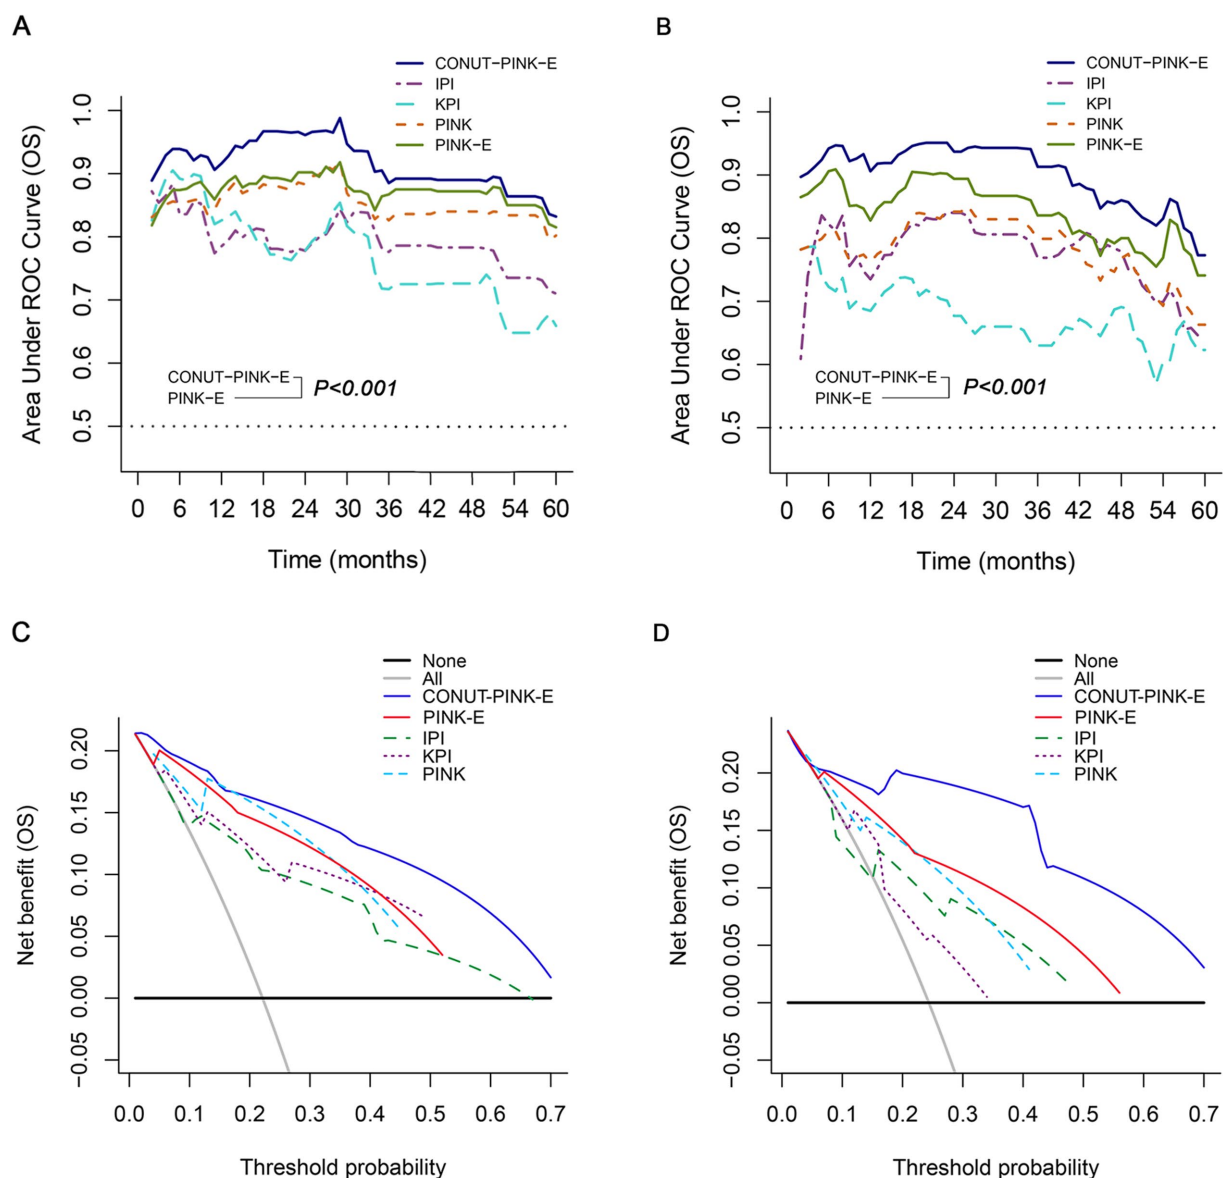 A
CONUT−PINK−E
IPI
KPI
PINK
PINK−E
Area Under ROC Curve (OS)
1.0
0.9
0.8
0.7
0.6
0.5
CONUT−PINK−E
PINK−E
P<0.001
0 6 12 18 24 30 36 42 48 54 60
Time (months)
B
CONUT−PINK−E
IPI
KPI
PINK
PINK−E
Area Under ROC Curve (OS)
1.0
0.9
0.8
0.7
0.6
0.5
CONUT−PINK−E
PINK−E
P<0.001
0 6 12 18 24 30 36 42 48 54 60
Time (months)
C
None
All
CONUT-PINK-E
PINK-E
IPI
KPI
PINK
Net benefit (OS)
0.20
0.15
0.10
0.05
0.00
−0.05
0.0 0.1 0.2 0.3 0.4 0.5 0.6 0.7
Threshold probability
D
None
All
CONUT-PINK-E
PINK-E
IPI
KPI
PINK
Net benefit (OS)
0.20
0.15
0.10
0.05
0.00
−0.05
0.0 0.1 0.2 0.3 0.4 0.5 0.6 0.7
Threshold probability